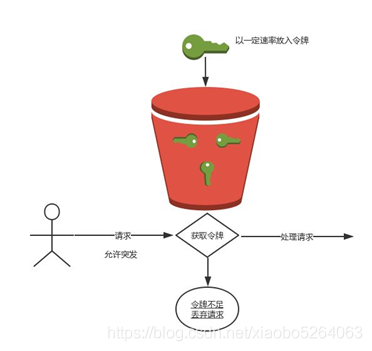 以一定速率放入令牌
请求
获取令牌
处理请求
允许突发
令牌不足
丢弃请求
https://blog.csdn.net/xiaobo5264063